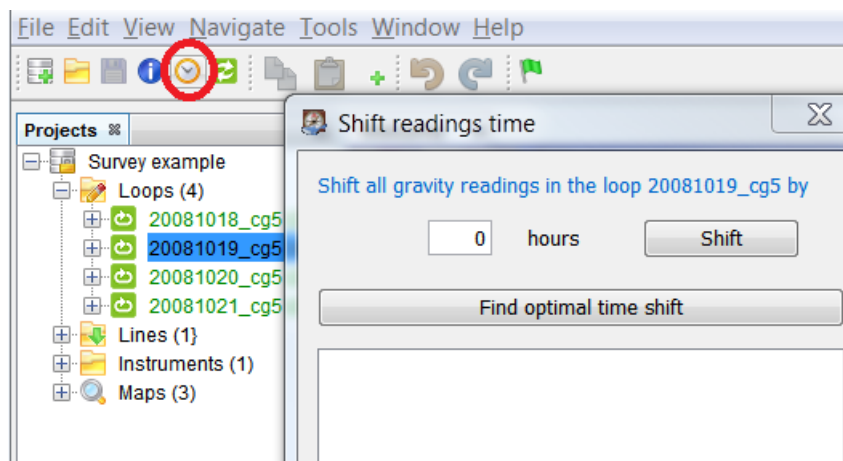 File Edit View Navigate Tools Window Help
Projects
Survey example
Loops (4)
20081018_cg5
20081019_cg5
20081020_cg5
20081021_cg5
Lines (1}
Instruments (1)
Maps (3)
Shift readings time
Shift all gravity readings in the loop 20081019_cg5 by
0 hours Shift
Find optimal time shift